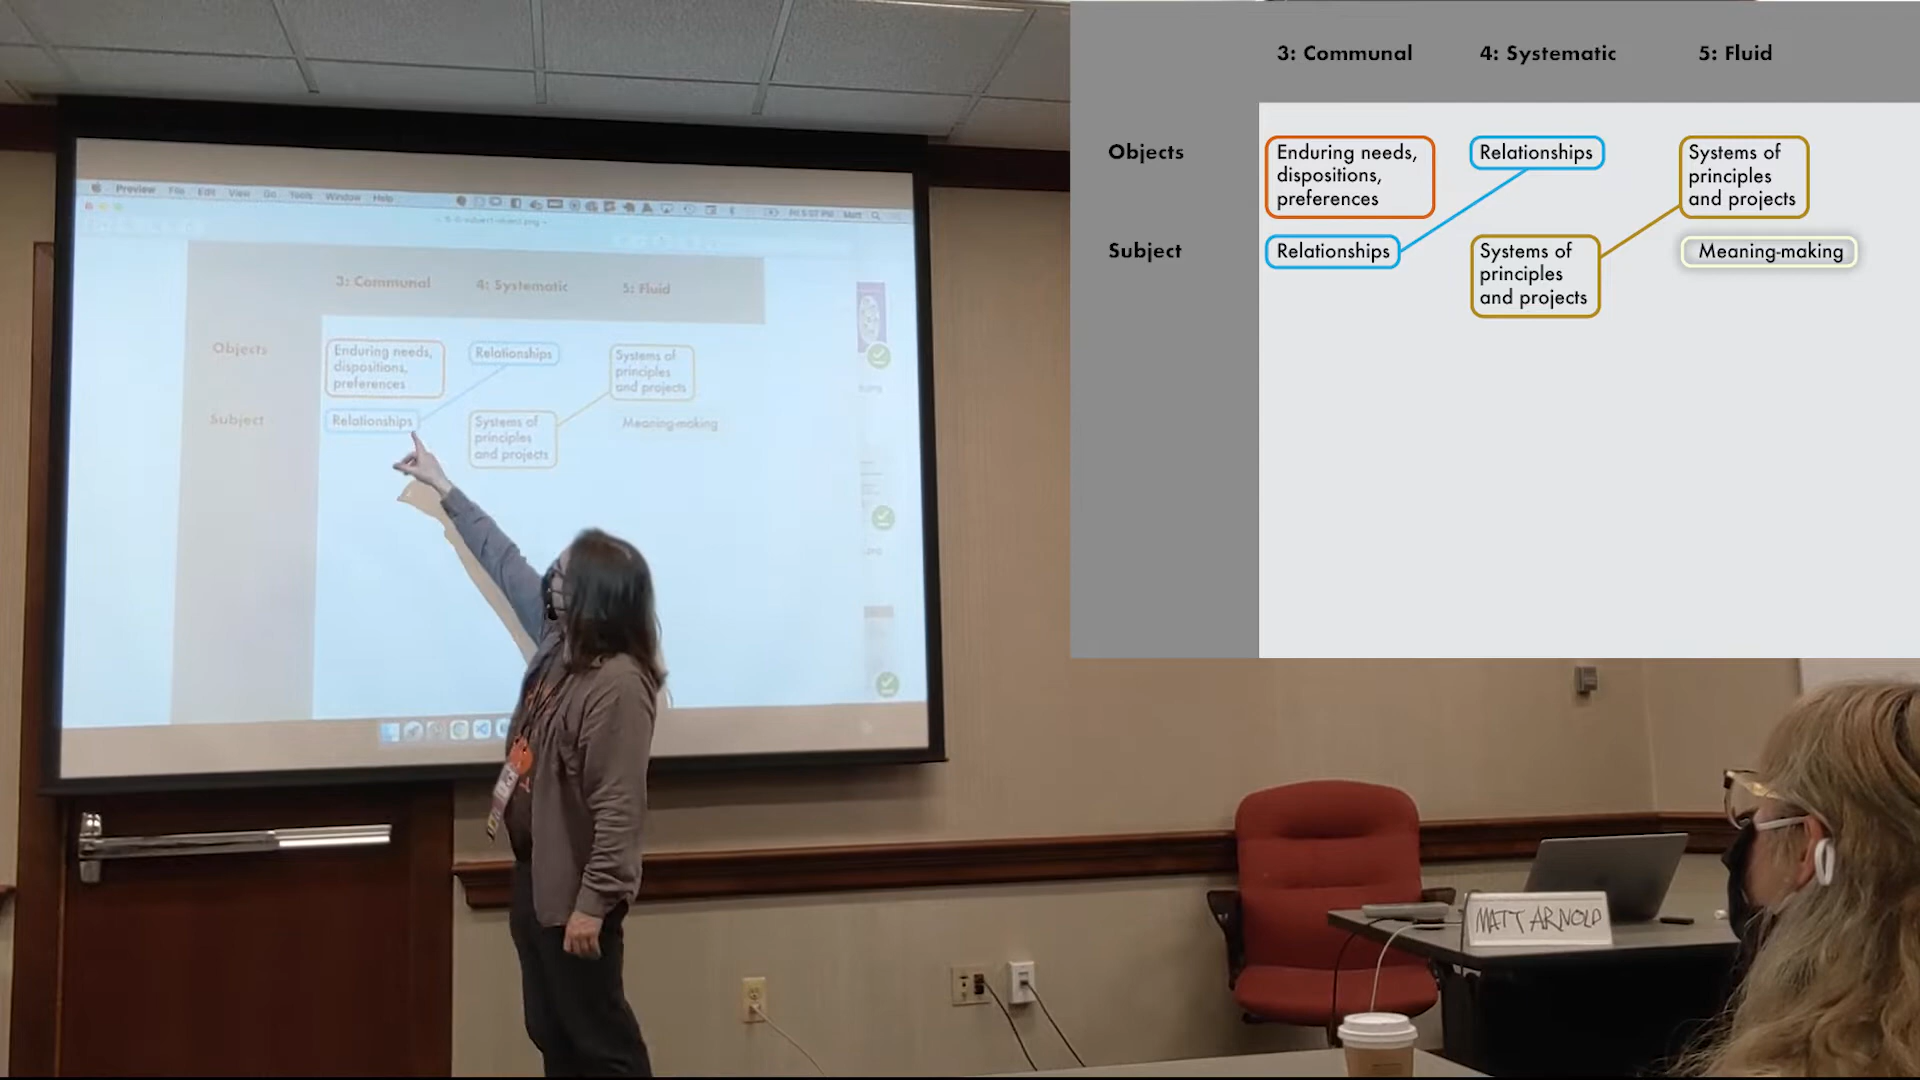 Preview File Edit View Go Tools Window Help
3: Communal 4: Systematic 5: Fluid
Objects
Enduring needs,
dispositions,
preferences
Relationships
Systems of
principles
and projects
Subject
Relationships
Systems of
principles
and projects
Meaning-making
3: Communal 4: Systematic 5: Fluid
Objects
Enduring needs,
dispositions,
preferences
Relationships
Systems of
principles
and projects
Subject
Relationships
Systems of
principles
and projects
Meaning-making
MATT ARNOLD